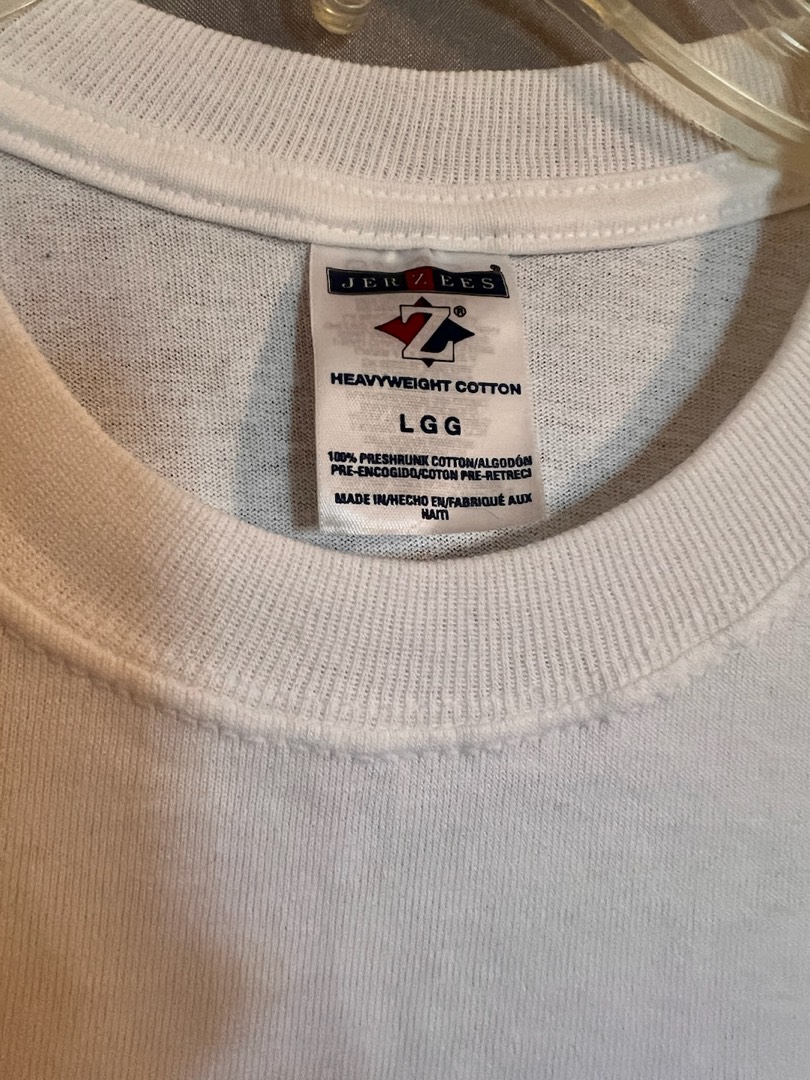 JERZEES
Z®
HEAVYWEIGHT COTTON
L G G
100% PRESHRUNK COTTON/ALGODÓN
PRE-ENCOGIDO/COTON PRE-RETRECI
MADE IN/HECHO EN/FABRIQUÉ AUX
HAITI